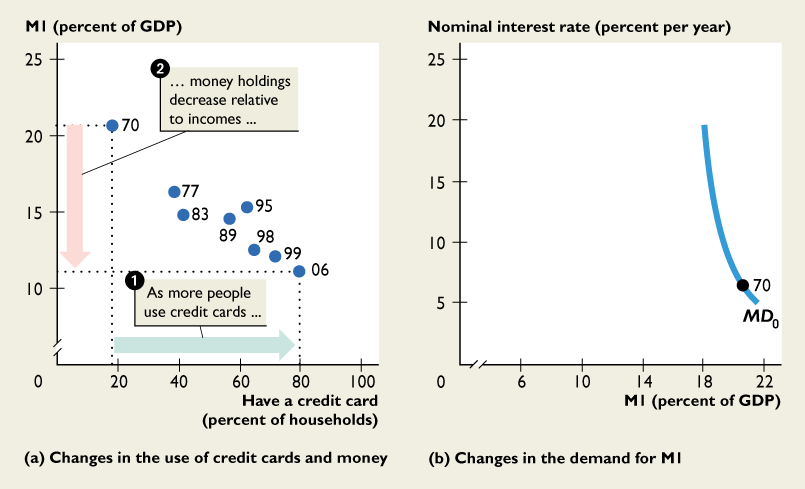 M1 (percent of GDP)
25
20
15
10
0
20
40
60
80
100
Have a credit card
(percent of households)
2
... money holdings
decrease relative
to incomes ...
70
77
83
95
89
98
99
06
1
As more people
use credit cards ...
(a) Changes in the use of credit cards and money
Nominal interest rate (percent per year)
25
20
15
10
5
0
6
10
14
18
22
M1 (percent of GDP)
70
MD0
(b) Changes in the demand for M1